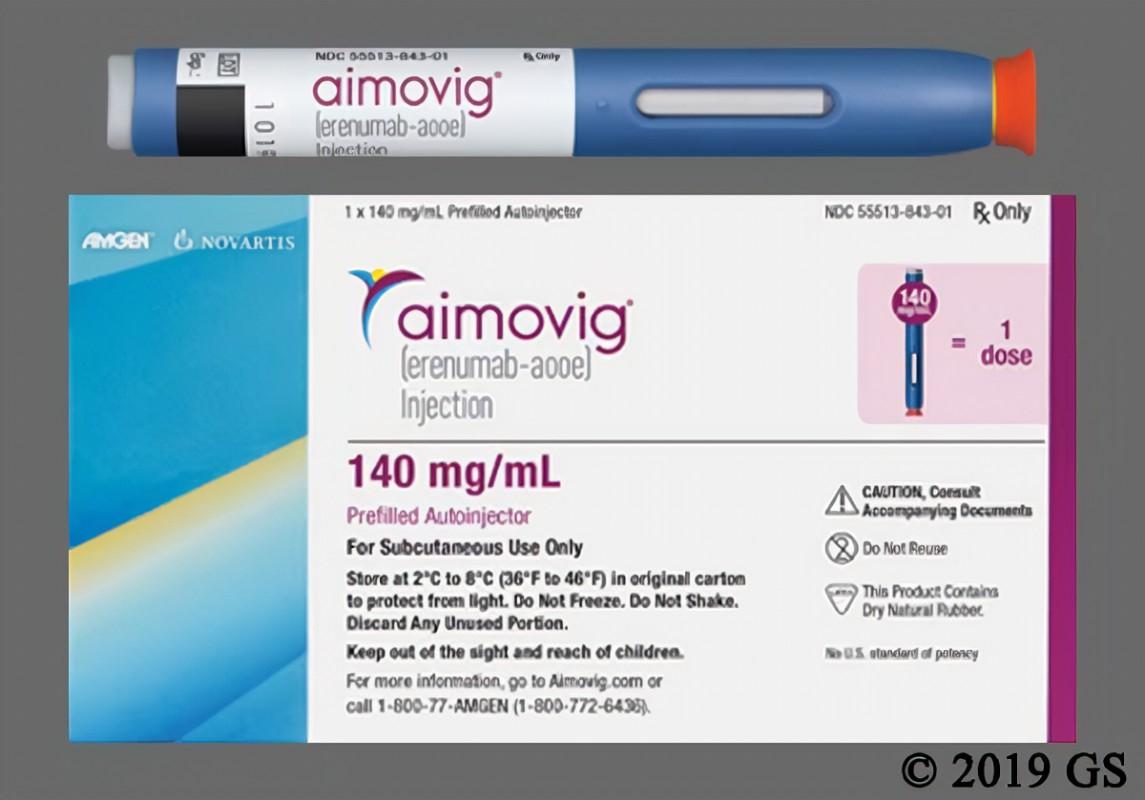 NDC 55513-843-01
Rx Only
aimovig®
(erenumab-aooe)
Injection
LOT
AMGEN™ NOVARTIS
1 x 140 mg/mL Prefilled Autoinjector
NDC 55513-843-01 Rx Only
aimovig®
(erenumab-aooe)
Injection
140
mg/mL
= 1
dose
140 mg/mL
Prefilled Autoinjector
For Subcutaneous Use Only
Store at 2°C to 8°C (36°F to 46°F) in original carton
to protect from light. Do Not Freeze. Do Not Shake.
Discard Any Unused Portion.
Keep out of the sight and reach of children.
For more information, go to Aimovig.com or
call 1-800-77-AMGEN (1-800-772-6436).
CAUTION, Consult
Accompanying Documents
Do Not Reuse
This Product Contains
Dry Natural Rubber.
No U.S. standard of potency
© 2019 GS